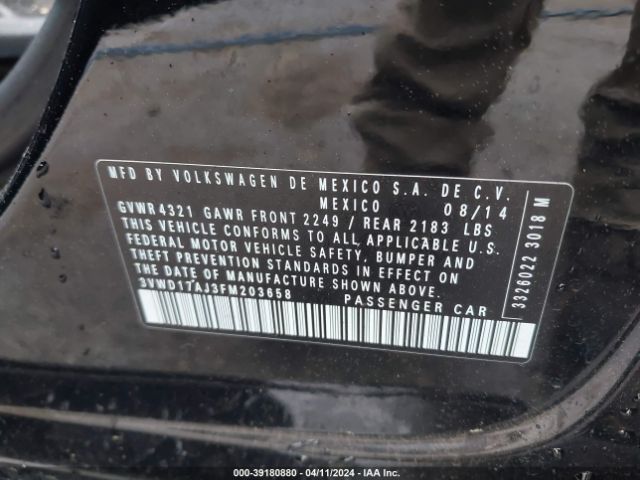 MFD BY VOLKSWAGEN DE MEXICO S.A. DE C.V.
MEXICO 08/14
GVWR 4321 GAWR FRONT 2249 / REAR 2183 LBS
THIS VEHICLE CONFORMS TO ALL APPLICABLE U.S.
FEDERAL MOTOR VEHICLE SAFETY, BUMPER AND
THEFT PREVENTION STANDARDS IN EFFECT ON
THE DATE OF MANUFACTURE SHOWN ABOVE.
3VWD17AJ3FM203658 PASSENGER CAR
3326022 3018 M
000-39180880 - 04/11/2024 - IAA Inc.